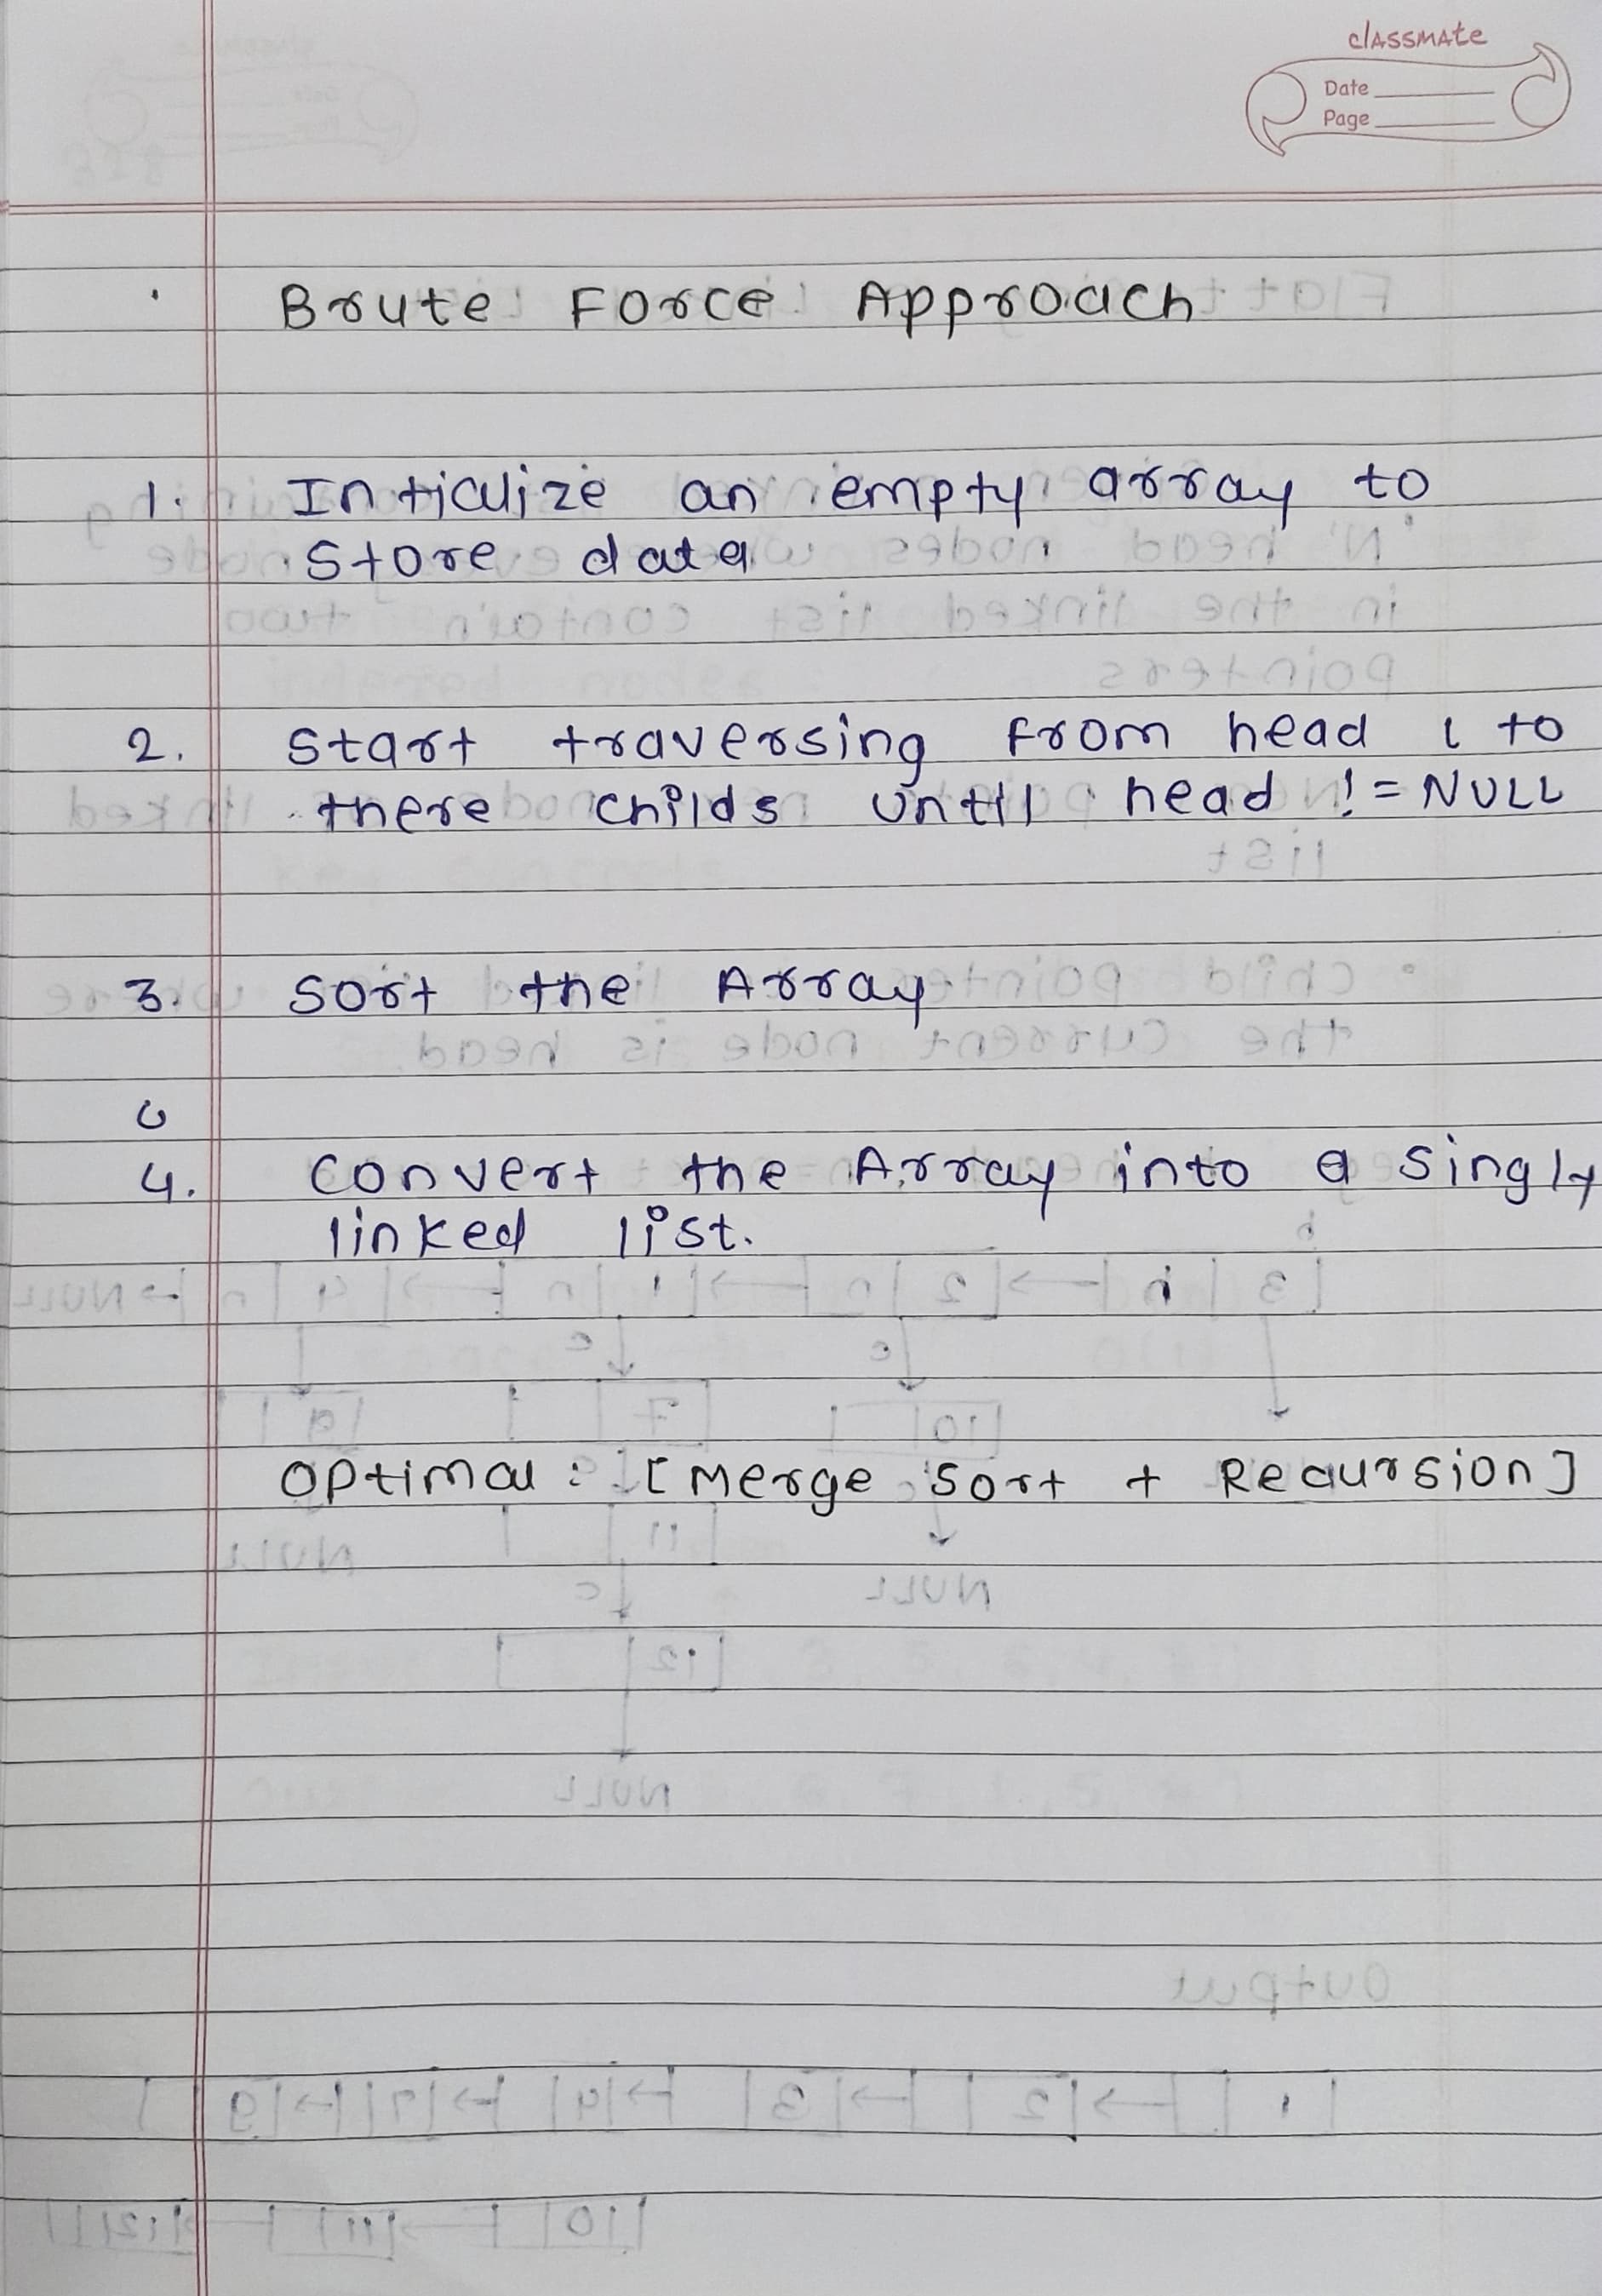 classmate
Date
Page
Brute Force Approach
1. Intialize an empty array to
store data
2. Start traversing from head to
there childs until head != NULL
3. Sort the Array
4. Convert the Array into a singly
linked list.
Optimal : [Merge Sort + Recursion]